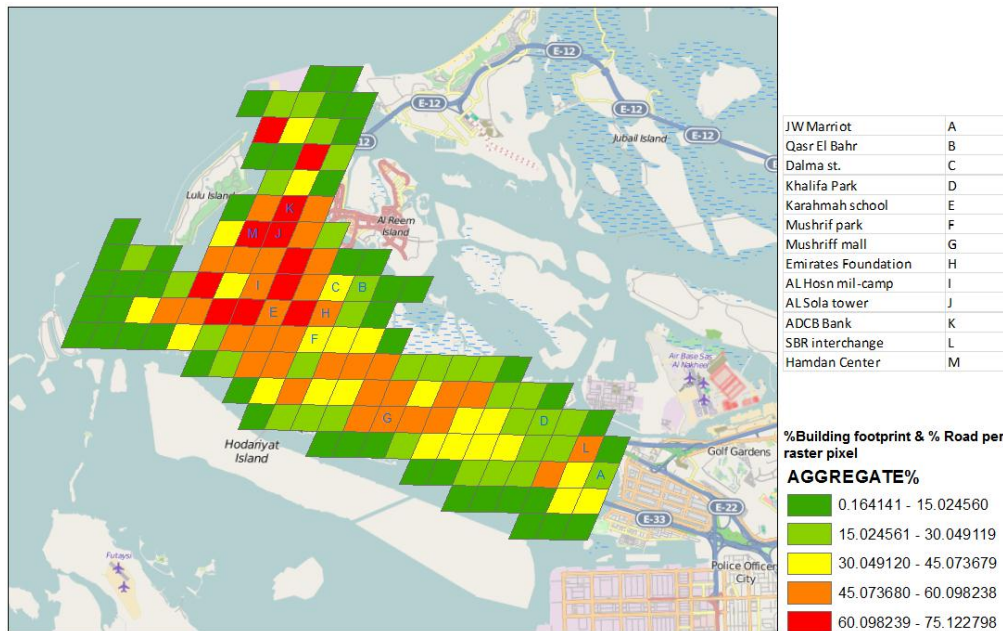 E-12
E-12
E-12
Jubail Island
E-12
12
E-12
Lulu Island
K
Al Reem
Island
M J
I C B
E H
F
Air Base Sas
Al Nakheel
G D
Hodariyat
Island
L
Golf Gardens
A
E-22
E-33
Futaysi
Police Officer
City
JW Marriot A
Qasr El Bahr B
Dalma st. C
Khalifa Park D
Karahmah school E
Mushrif park F
Mushriff mall G
Emirates Foundation H
AL Hosn mil-camp I
AL Sola tower J
ADCB Bank K
SBR interchange L
Hamdan Center M
%Building footprint & % Road per
raster pixel
AGGREGATE%
0.164141 - 15.024560
15.024561 - 30.049119
30.049120 - 45.073679
45.073680 - 60.098238
60.098239 - 75.122798